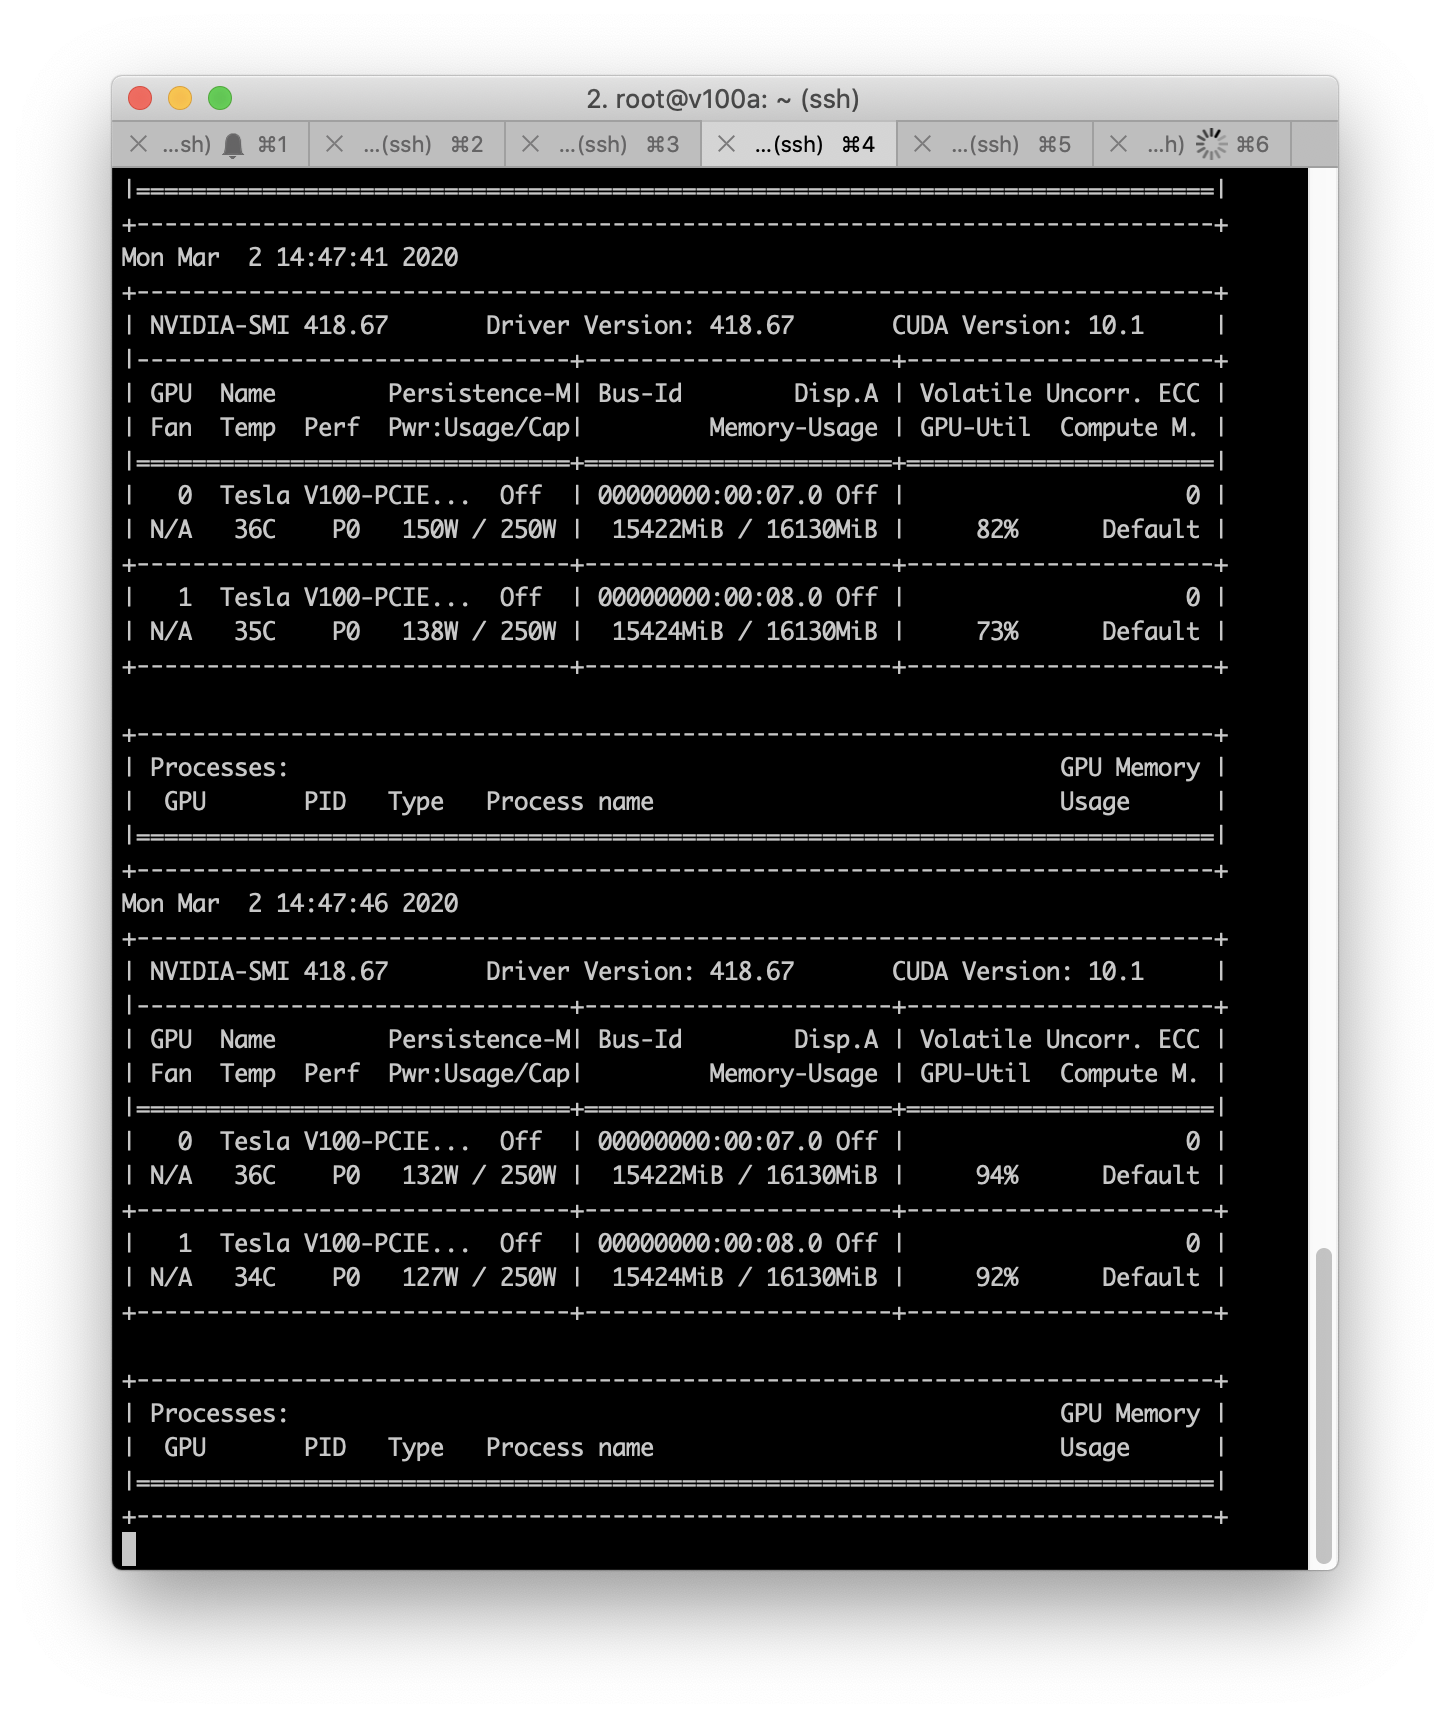 2. root@v100a: ~ (ssh)
...sh) ⌘1 ...(ssh) ⌘2 ...(ssh) ⌘3 ...(ssh) ⌘4 ...(ssh) ⌘5 ...h) ⌘6
|=============================================================================|
+-----------------------------------------------------------------------------+
Mon Mar  2 14:47:41 2020
+-----------------------------------------------------------------------------+
| NVIDIA-SMI 418.67       Driver Version: 418.67       CUDA Version: 10.1     |
|-------------------------------+----------------------+----------------------+
| GPU  Name        Persistence-M| Bus-Id        Disp.A | Volatile Uncorr. ECC |
| Fan  Temp  Perf  Pwr:Usage/Cap|         Memory-Usage | GPU-Util  Compute M. |
|===============================+======================+======================|
|   0  Tesla V100-PCIE...  Off  | 00000000:00:07.0 Off |                    0 |
| N/A   36C    P0   150W / 250W |  15422MiB / 16130MiB |     82%      Default |
+-------------------------------+----------------------+----------------------+
|   1  Tesla V100-PCIE...  Off  | 00000000:00:08.0 Off |                    0 |
| N/A   35C    P0   138W / 250W |  15424MiB / 16130MiB |     73%      Default |
+-------------------------------+----------------------+----------------------+
+-----------------------------------------------------------------------------+
| Processes:                                                       GPU Memory |
|  GPU       PID   Type   Process name                             Usage      |
|=============================================================================|
+-----------------------------------------------------------------------------+
Mon Mar  2 14:47:46 2020
+-----------------------------------------------------------------------------+
| NVIDIA-SMI 418.67       Driver Version: 418.67       CUDA Version: 10.1     |
|-------------------------------+----------------------+----------------------+
| GPU  Name        Persistence-M| Bus-Id        Disp.A | Volatile Uncorr. ECC |
| Fan  Temp  Perf  Pwr:Usage/Cap|         Memory-Usage | GPU-Util  Compute M. |
|===============================+======================+======================|
|   0  Tesla V100-PCIE...  Off  | 00000000:00:07.0 Off |                    0 |
| N/A   36C    P0   132W / 250W |  15422MiB / 16130MiB |     94%      Default |
+-------------------------------+----------------------+----------------------+
|   1  Tesla V100-PCIE...  Off  | 00000000:00:08.0 Off |                    0 |
| N/A   34C    P0   127W / 250W |  15424MiB / 16130MiB |     92%      Default |
+-------------------------------+----------------------+----------------------+
+-----------------------------------------------------------------------------+
| Processes:                                                       GPU Memory |
|  GPU       PID   Type   Process name                             Usage      |
|=============================================================================|
+-----------------------------------------------------------------------------+